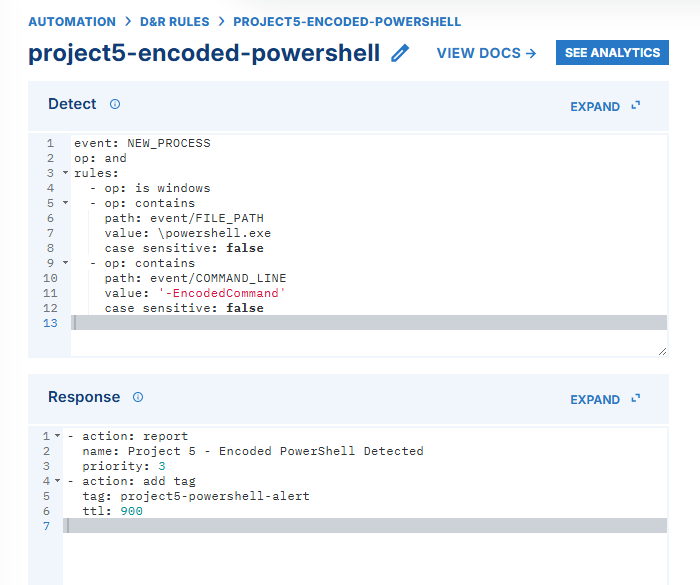 AUTOMATION > D&R RULES > PROJECT5-ENCODED-POWERSHELL
project5-encoded-powershell VIEW DOCS → SEE ANALYTICS
Detect EXPAND
1 event: NEW_PROCESS
2 op: and
3 rules:
4 - op: is windows
5 - op: contains
6 path: event/FILE_PATH
7 value: \powershell.exe
8 case sensitive: false
9 - op: contains
10 path: event/COMMAND_LINE
11 value: '-EncodedCommand'
12 case sensitive: false
13
Response EXPAND
1 - action: report
2 name: Project 5 - Encoded PowerShell Detected
3 priority: 3
4 - action: add tag
5 tag: project5-powershell-alert
6 ttl: 900
7